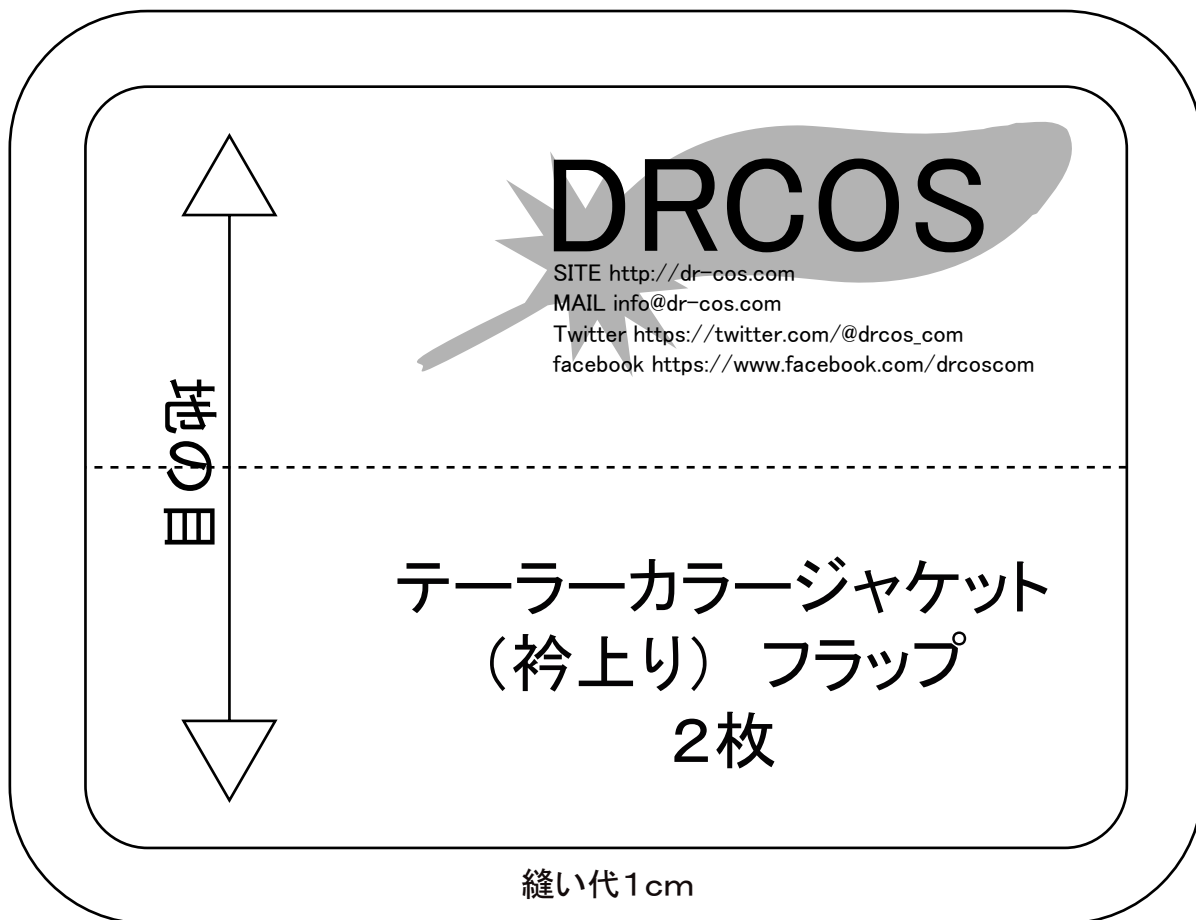 DRCOS
SITE http://dr-cos.com
MAIL info@dr-cos.com
Twitter https://twitter.com/@drcos_com
facebook https://www.facebook.com/drcoscom
地の目
テーラーカラージャケット
（衿上り）　フラップ
２枚
縫い代１cm